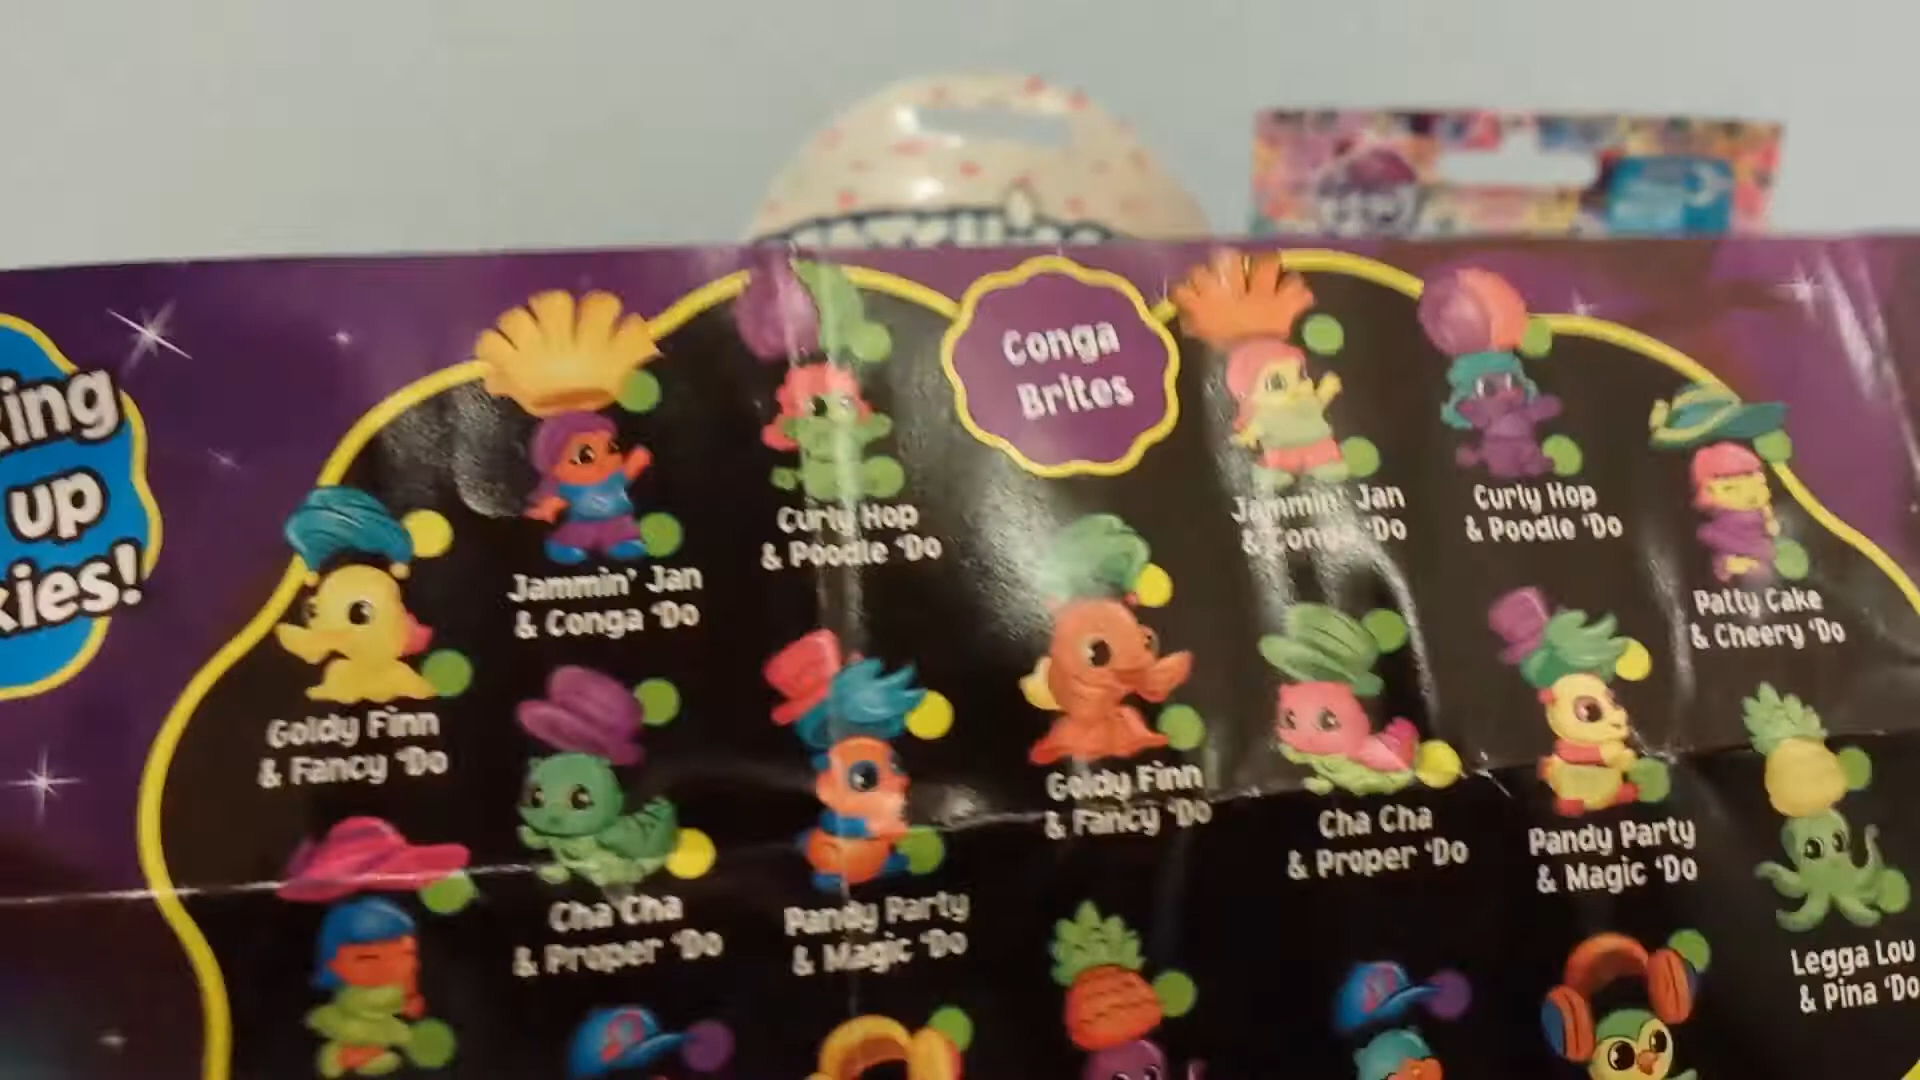 Conga
Brites
ing
up
kies!
Jammin' Jan
& Conga 'Do
Curly Hop
& Poodle 'Do
Jammin' Jan
& Conga 'Do
Curly Hop
& Poodle 'Do
Patty Cake
& Cheery 'Do
Goldy Finn
& Fancy 'Do
Goldy Finn
& Fancy 'Do
Cha Cha
& Proper 'Do
Pandy Party
& Magic 'Do
Cha Cha
& Proper 'Do
Pandy Party
& Magic 'Do
Legga Lou
& Pina 'Do